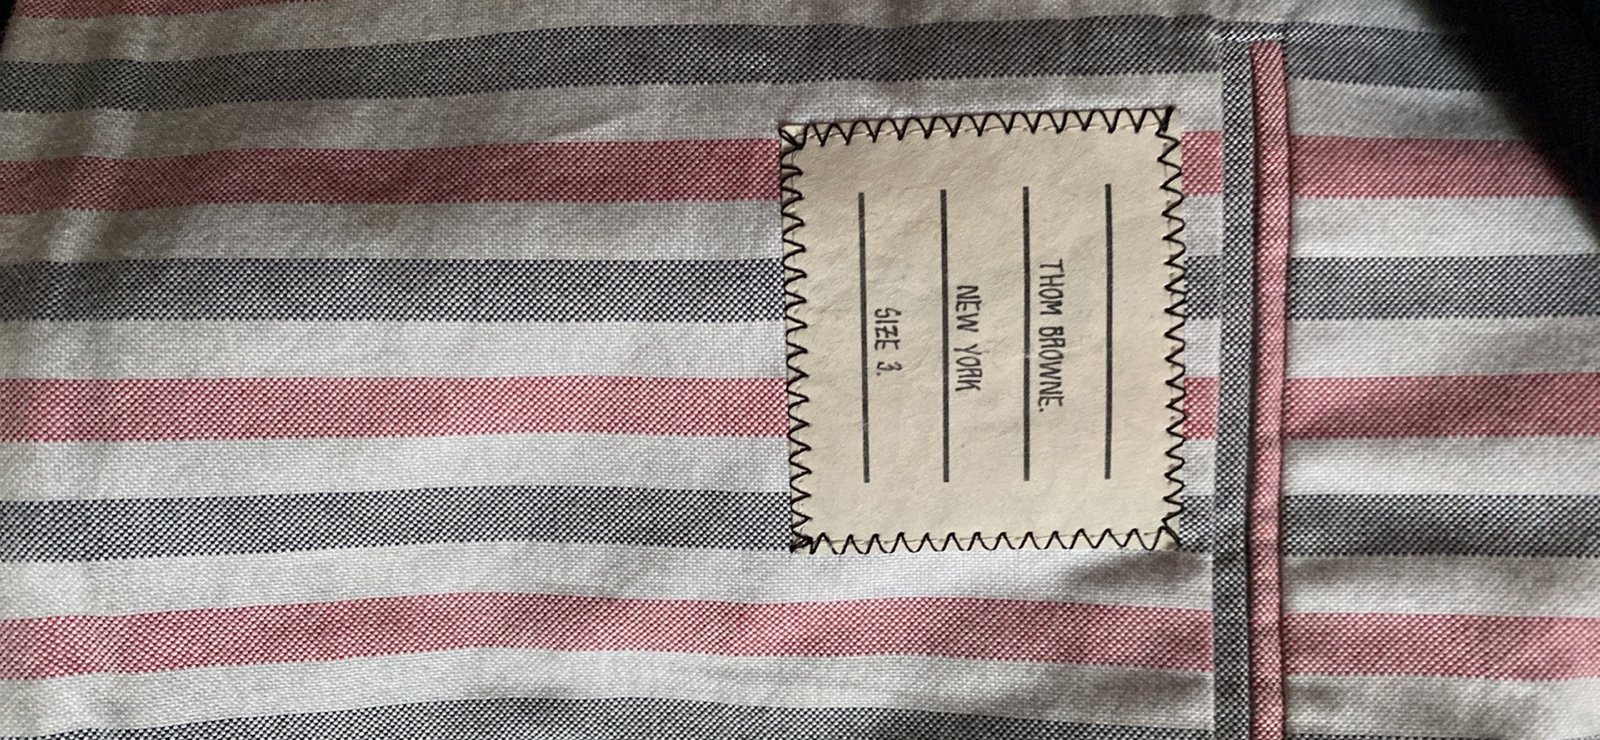 THOM BROWNE.
NEW YORK
SIZE 3.